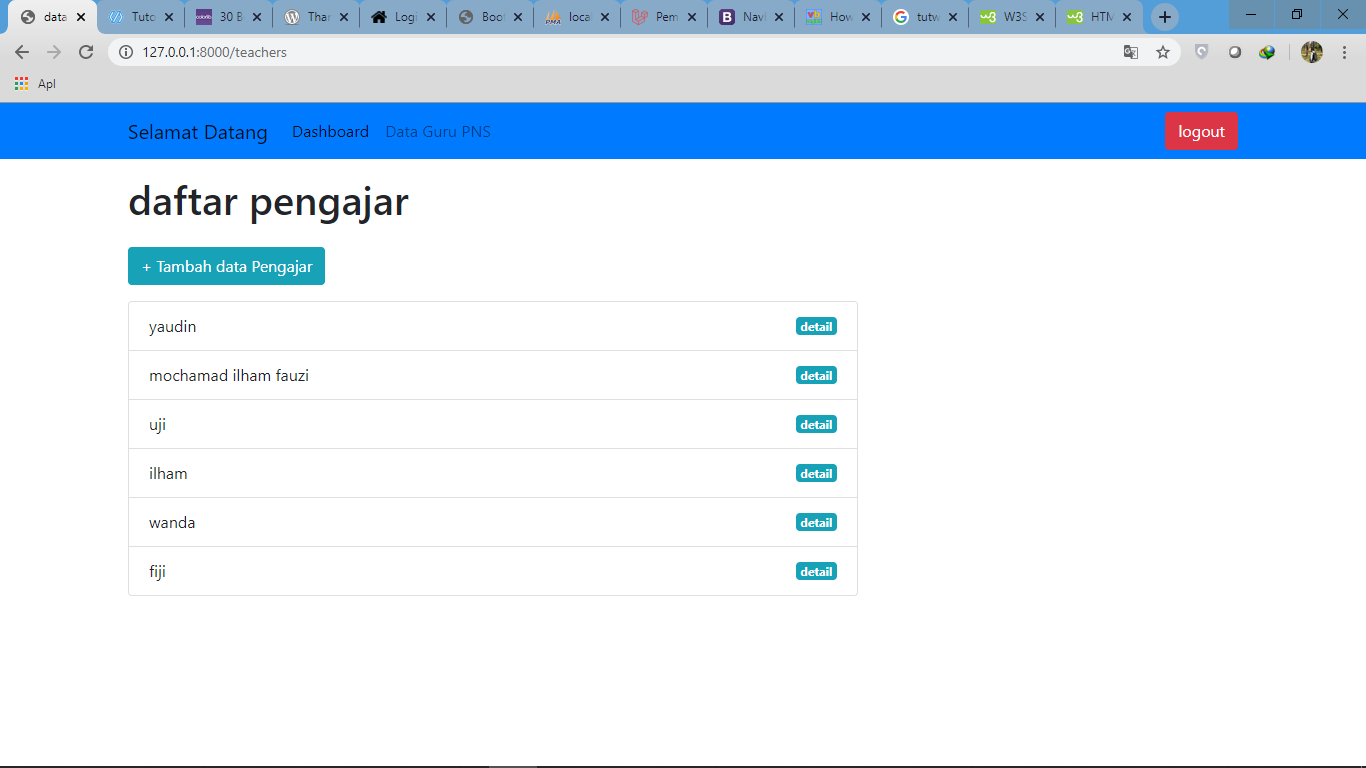 data
Tuto
30 B
Thar
Logi
Boot
loca
Pem
Navl
How
tutw
W3S
HTM
127.0.0.1:8000/teachers
Apl
Selamat Datang Dashboard Data Guru PNS logout
daftar pengajar
+ Tambah data Pengajar
yaudin detail
mochamad ilham fauzi detail
uji detail
ilham detail
wanda detail
fiji detail